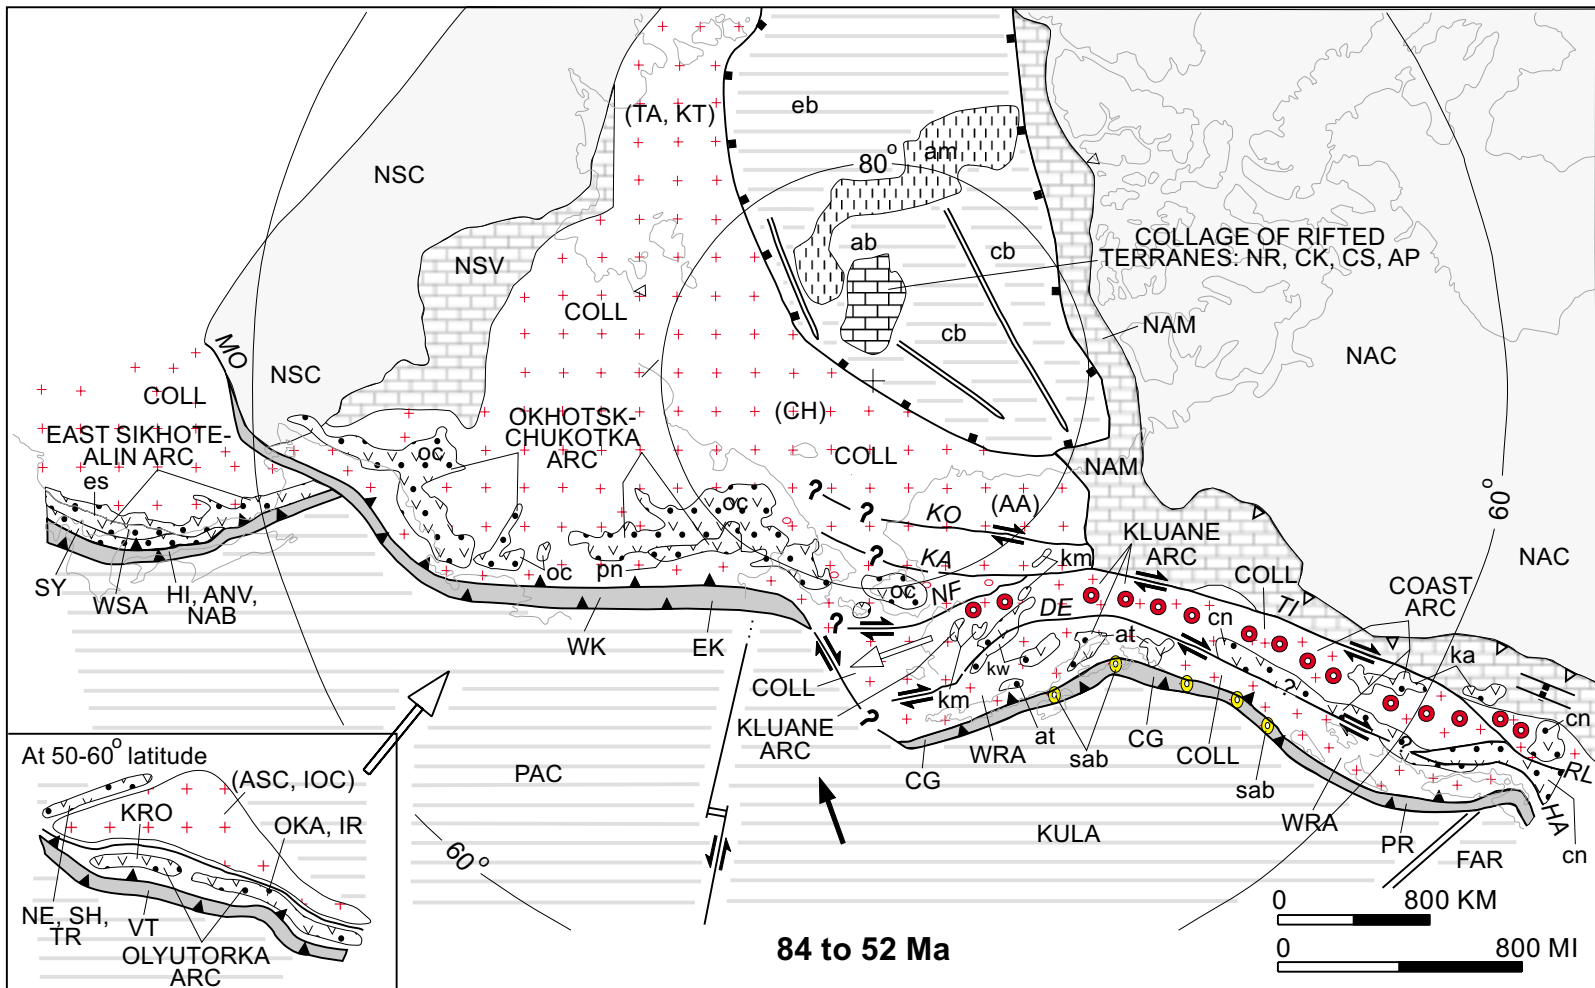 (TA, KT)
eb
am
80°
NSC
ab
cb
COLLAGE OF RIFTED
TERRANES: NR, CK, CS, AP
NSV
COLL
NAM
cb
NAC
MO
NSC
COLL
(CH)
OKHOTSK-
CHUKOTKA
ARC
EAST SIKHOTE-
ALIN ARC
es
oc
COLL
NAM
?
KO
(AA)
oc
60°
KLUANE
ARC
NAC
?
KA
km
oc
pn
SY
WSA
HI, ANV,
NAB
oc
NF
DE
COLL
TI
COAST
ARC
WK
EK
?
at
cn
kw
ka
COLL
km
?
cn
KLUANE
ARC
?
WRA
at
sab
CG
COLL
?
RL
CG
sab
WRA
HA
PAC
At 50-60° latitude
(ASC, IOC)
KRO
OKA, IR
KULA
PR
FAR
cn
60°
NE, SH,
TR
VT
OLYUTORKA
ARC
84 to 52 Ma
0 800 KM
0 800 MI